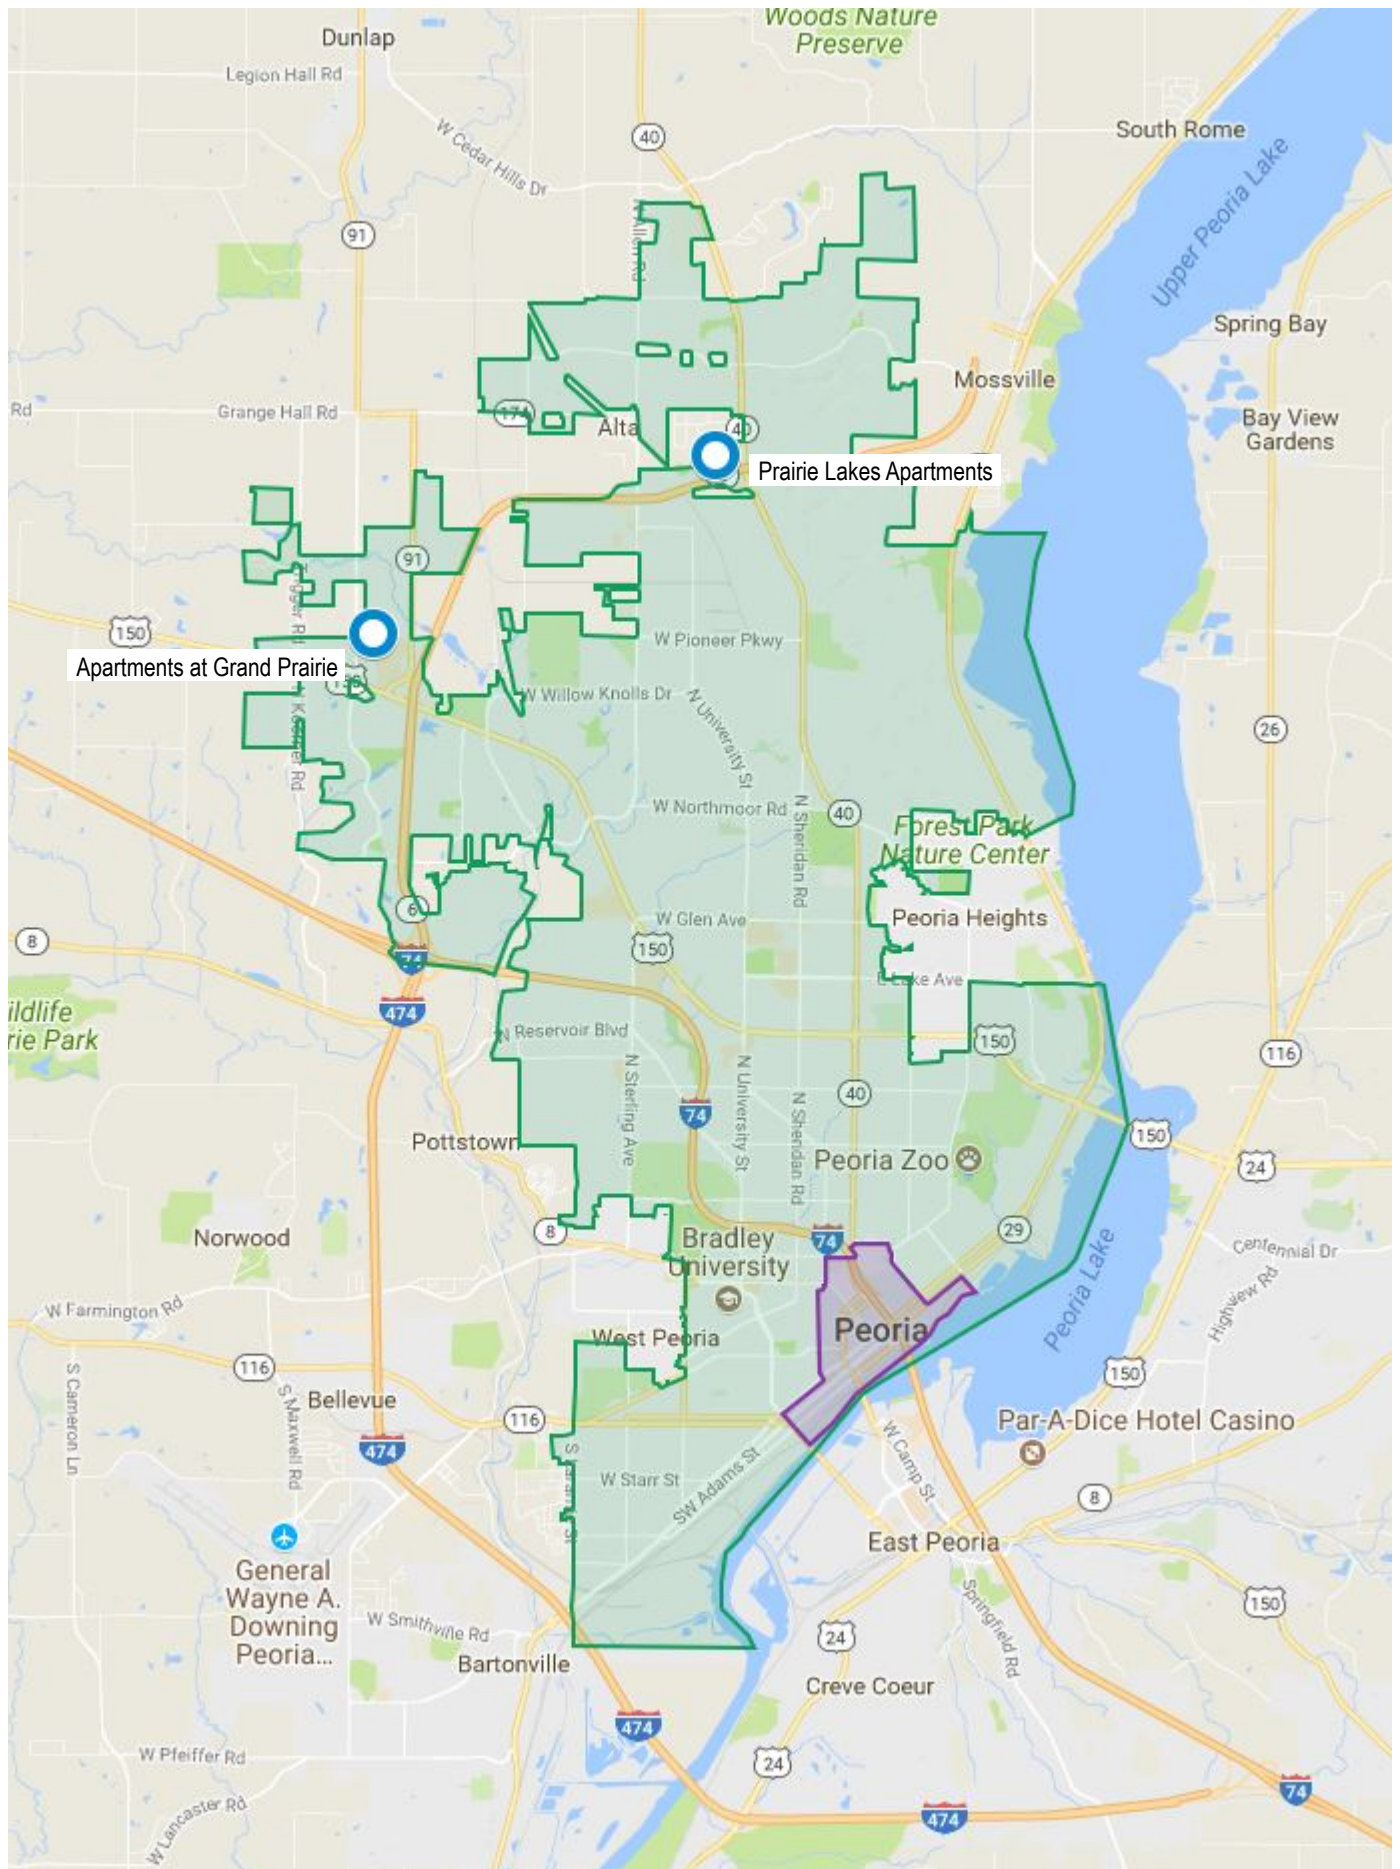 Woods Nature
Preserve
Dunlap
Legion Hall Rd
W Cedar Hills Dr
40
South Rome
91
N Allen Rd
Upper Peoria Lake
Spring Bay
Mossville
Rd
Grange Hall Rd
174
Alta
40
Bay View
Gardens
Prairie Lakes Apartments
91
150
W Pioneer Pkwy
Apartments at Grand Prairie
150
W Willow Knolls Dr
N University St
26
W Northmoor Rd
N Sheridan Rd
40
Forest Park
Nature Center
6
W Glen Ave
Peoria Heights
8
150
74
E Lake Ave
474
ildlife
rie Park
N Reservoir Blvd
150
116
N Sterling Ave
N University St
N Sheridan Rd
40
74
Pottstown
150
Peoria Zoo
24
8
29
Norwood
Bradley
University
74
Centennial Dr
Peoria Lake
Highview Rd
W Farmington Rd
West Peoria
Peoria
S Cameron Ln
116
S Maxwell Rd
150
Bellevue
116
Par-A-Dice Hotel Casino
474
W Camp St
W Starr St
SW Adams St
8
East Peoria
General
Wayne A.
Downing
Peoria...
Springfield Rd
150
W Smithville Rd
24
Bartonville
Creve Coeur
474
W Pfeiffer Rd
24
W Lancaster Rd
74
474